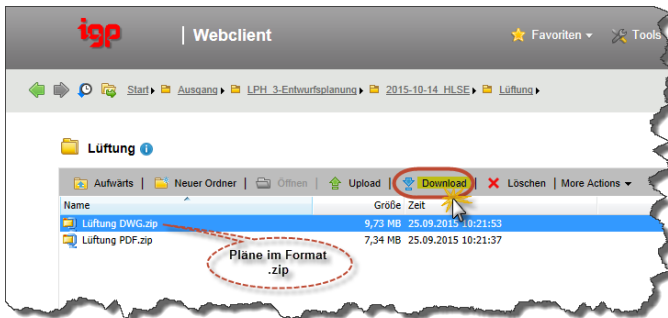 igp | Webclient Favoriten Tools
Start Ausgang LPH_3-Entwurfsplanung 2015-10-14_HLSE Lüftung
Lüftung
Aufwärts | Neuer Ordner | Öffnen | Upload | Download | Löschen | More Actions
Name Größe Zeit
Lüftung DWG.zip 9,73 MB 25.09.2015 10:21:53
Lüftung PDF.zip 7,34 MB 25.09.2015 10:21:37
Pläne im Format
.zip